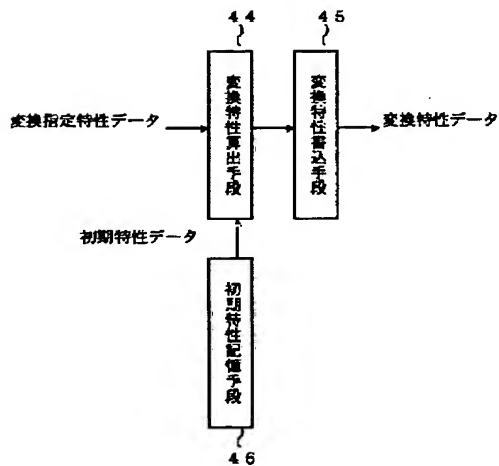 44
45
変換指定特性データ
変換特性算出手段
変換特性書込手段
変換特性データ
初期特性データ
初期特性記憶手段
46